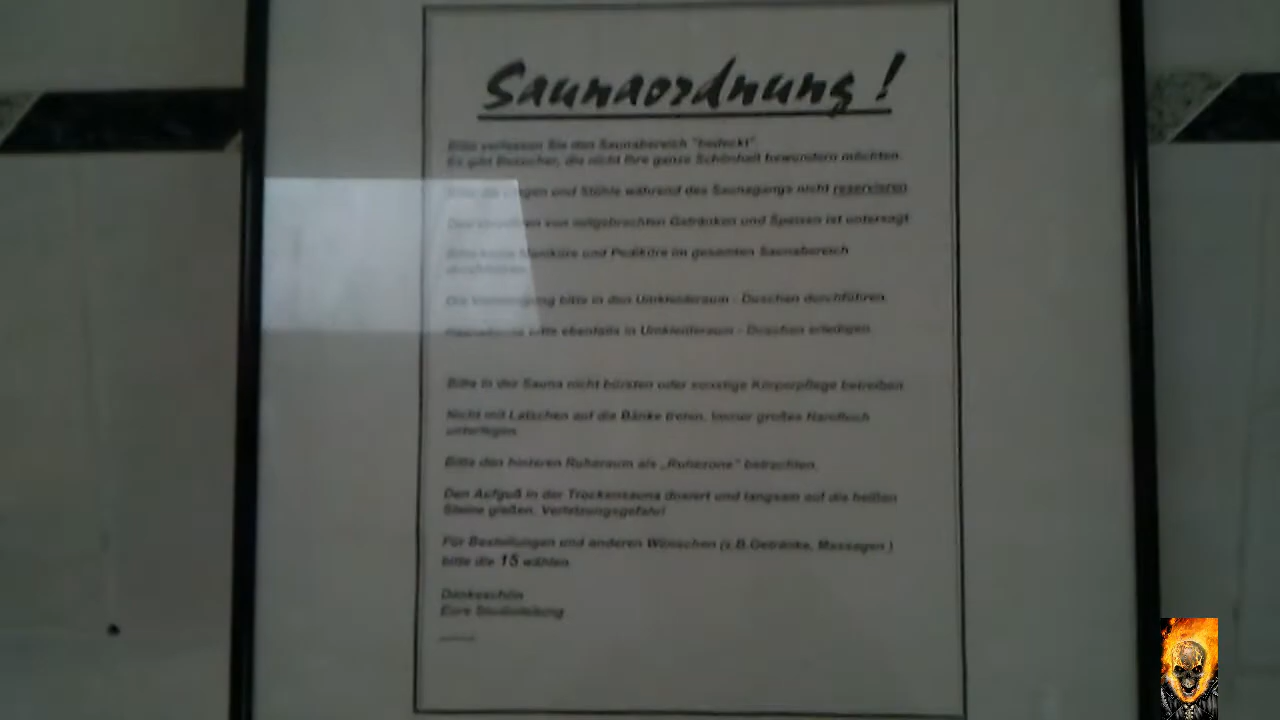 Saunaordnung !
Bitte verlassen Sie den Saunabereich "bedeckt".
Es gibt Besucher, die nicht Ihre ganze Schönheit bewundern möchten.
und Stühle während des Saunagangs nicht reservieren
von mitgebrachten Getränken und Speisen ist untersagt
Bitte keine Maniküre und Pediküre im gesamten Saunabereich
durchführen.
Die bitte in den Umkleideraum - Duschen durchführen
bitte ebenfalls in Umkleideraum - Duschen erledigen
Bitte in der Sauna nicht bürsten oder sonstige Körperpflege betreiben
Nicht mit Latschen auf die Bänke treten. Immer großes Handtuch
unterlegen.
Bitte den hinteren Ruheraum als „Ruhezone" betrachten.
Den Aufguß in der Trockensauna dosiert und langsam auf die heißen
Steine gießen. Verletzungsgefahr!
Für Bestellungen und anderen Wünschen (z.B.Getränke, Massagen )
bitte die 15 wählen.
Dankeschön
Eure Studioleitung